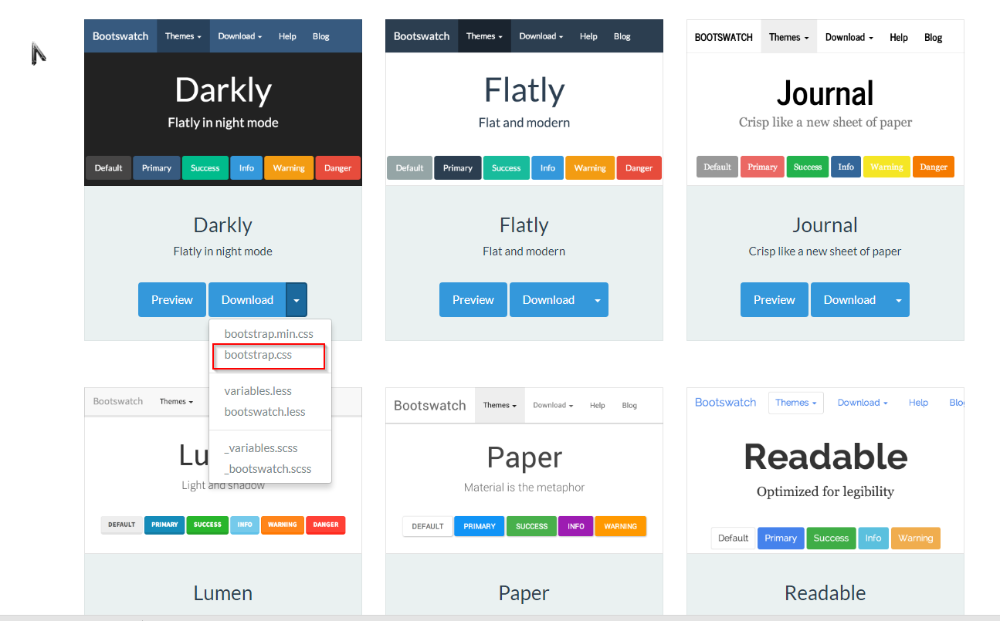 Bootswatch Themes Download Help Blog
Darkly
Flatly in night mode
Default Primary Success Info Warning Danger
Darkly
Flatly in night mode
Preview Download
bootstrap.min.css
bootstrap.css
variables.less
bootswatch.less
_variables.scss
_bootswatch.scss
Bootswatch Themes Download Help Blog
Flatly
Flat and modern
Default Primary Success Info Warning Danger
Flatly
Flat and modern
Preview Download
BOOTSWATCH Themes Download Help Blog
Journal
Crisp like a new sheet of paper
Default Primary Success Info Warning Danger
Journal
Crisp like a new sheet of paper
Preview Download
Bootswatch Themes
Lu
Light and shadow
DEFAULT PRIMARY SUCCESS INFO WARNING DANGER
Lumen
Bootswatch Themes Download Help Blog
Paper
Material is the metaphor
DEFAULT PRIMARY SUCCESS INFO WARNING
Paper
Bootswatch Themes Download Help Blog
Readable
Optimized for legibility
Default Primary Success Info Warning
Readable